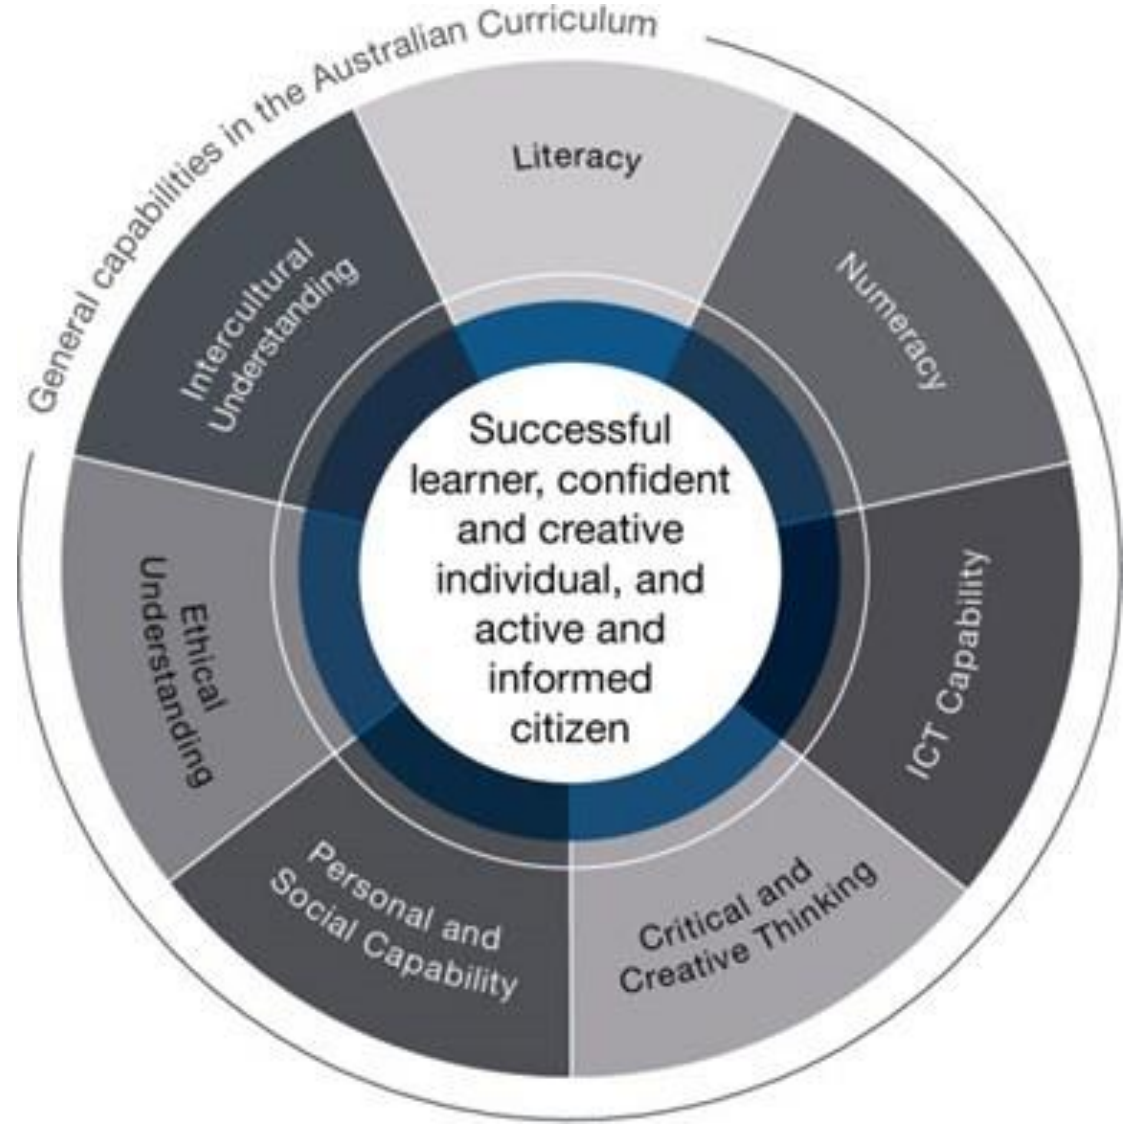 General capabilities in the Australian Curriculum
Literacy
Numeracy
ICT Capability
Critical and
Creative Thinking
Personal and
Social Capability
Ethical
Understanding
Intercultural
Understanding
Successful
learner, confident
and creative
individual, and
active and
informed
citizen